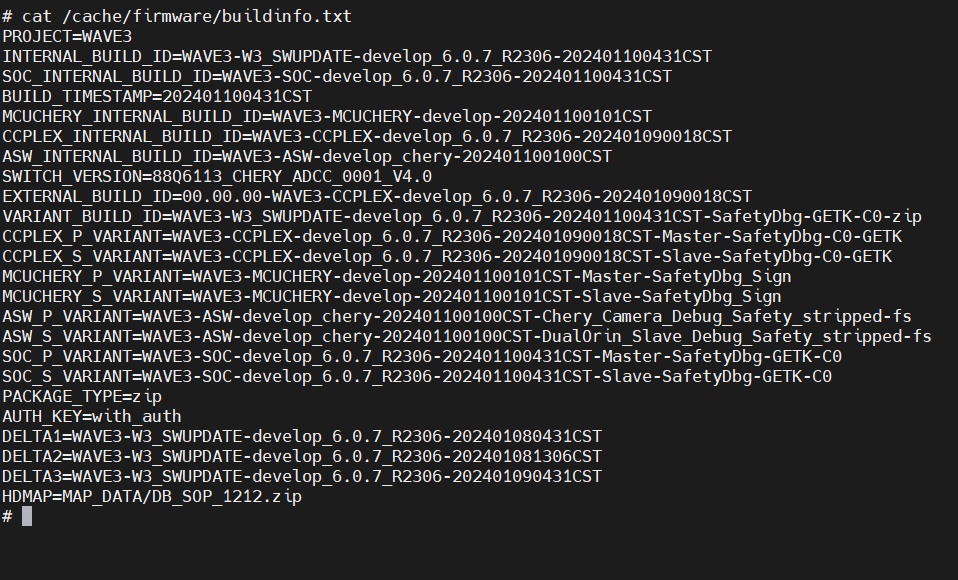 # cat /cache/firmware/buildinfo.txt
PROJECT=WAVE3
INTERNAL_BUILD_ID=WAVE3-W3_SWUPDATE-develop_6.0.7_R2306-202401100431CST
SOC_INTERNAL_BUILD_ID=WAVE3-SOC-develop_6.0.7_R2306-202401100431CST
BUILD_TIMESTAMP=202401100431CST
MCUCHERY_INTERNAL_BUILD_ID=WAVE3-MCUCHERY-develop-202401100101CST
CCPLEX_INTERNAL_BUILD_ID=WAVE3-CCPLEX-develop_6.0.7_R2306-202401090018CST
ASW_INTERNAL_BUILD_ID=WAVE3-ASW-develop_chery-202401100100CST
SWITCH_VERSION=88Q6113_CHERY_ADCC_0001_V4.0
EXTERNAL_BUILD_ID=00.00.00-WAVE3-CCPLEX-develop_6.0.7_R2306-202401090018CST
VARIANT_BUILD_ID=WAVE3-W3_SWUPDATE-develop_6.0.7_R2306-202401100431CST-SafetyDbg-GETK-C0-zip
CCPLEX_P_VARIANT=WAVE3-CCPLEX-develop_6.0.7_R2306-202401090018CST-Master-SafetyDbg-C0-GETK
CCPLEX_S_VARIANT=WAVE3-CCPLEX-develop_6.0.7_R2306-202401090018CST-Slave-SafetyDbg-C0-GETK
MCUCHERY_P_VARIANT=WAVE3-MCUCHERY-develop-202401100101CST-Master-SafetyDbg_Sign
MCUCHERY_S_VARIANT=WAVE3-MCUCHERY-develop-202401100101CST-Slave-SafetyDbg_Sign
ASW_P_VARIANT=WAVE3-ASW-develop_chery-202401100100CST-Chery_Camera_Debug_Safety_stripped-fs
ASW_S_VARIANT=WAVE3-ASW-develop_chery-202401100100CST-DualOrin_Slave_Debug_Safety_stripped-fs
SOC_P_VARIANT=WAVE3-SOC-develop_6.0.7_R2306-202401100431CST-Master-SafetyDbg-GETK-C0
SOC_S_VARIANT=WAVE3-SOC-develop_6.0.7_R2306-202401100431CST-Slave-SafetyDbg-GETK-C0
PACKAGE_TYPE=zip
AUTH_KEY=with_auth
DELTA1=WAVE3-W3_SWUPDATE-develop_6.0.7_R2306-202401080431CST
DELTA2=WAVE3-W3_SWUPDATE-develop_6.0.7_R2306-202401081306CST
DELTA3=WAVE3-W3_SWUPDATE-develop_6.0.7_R2306-202401090431CST
HDMAP=MAP_DATA/DB_SOP_1212.zip
#